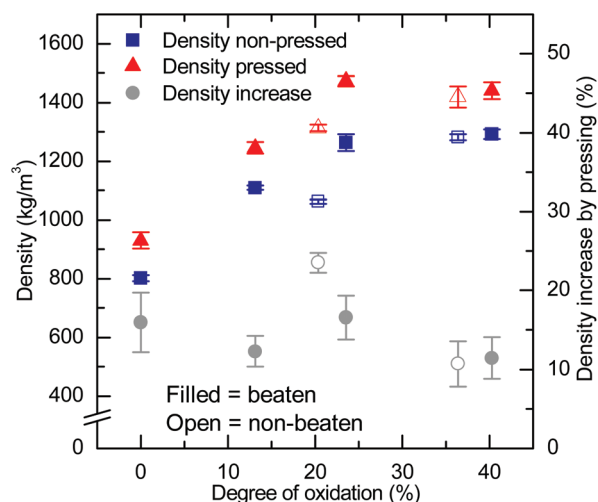 1600
1400
1200
1000
800
600
400
0
Density (kg/m³)
Density non-pressed
Density pressed
Density increase
Filled = beaten
Open = non-beaten
50
40
30
20
10
0
Density increase by pressing (%)
0 10 20 30 40
Degree of oxidation (%)